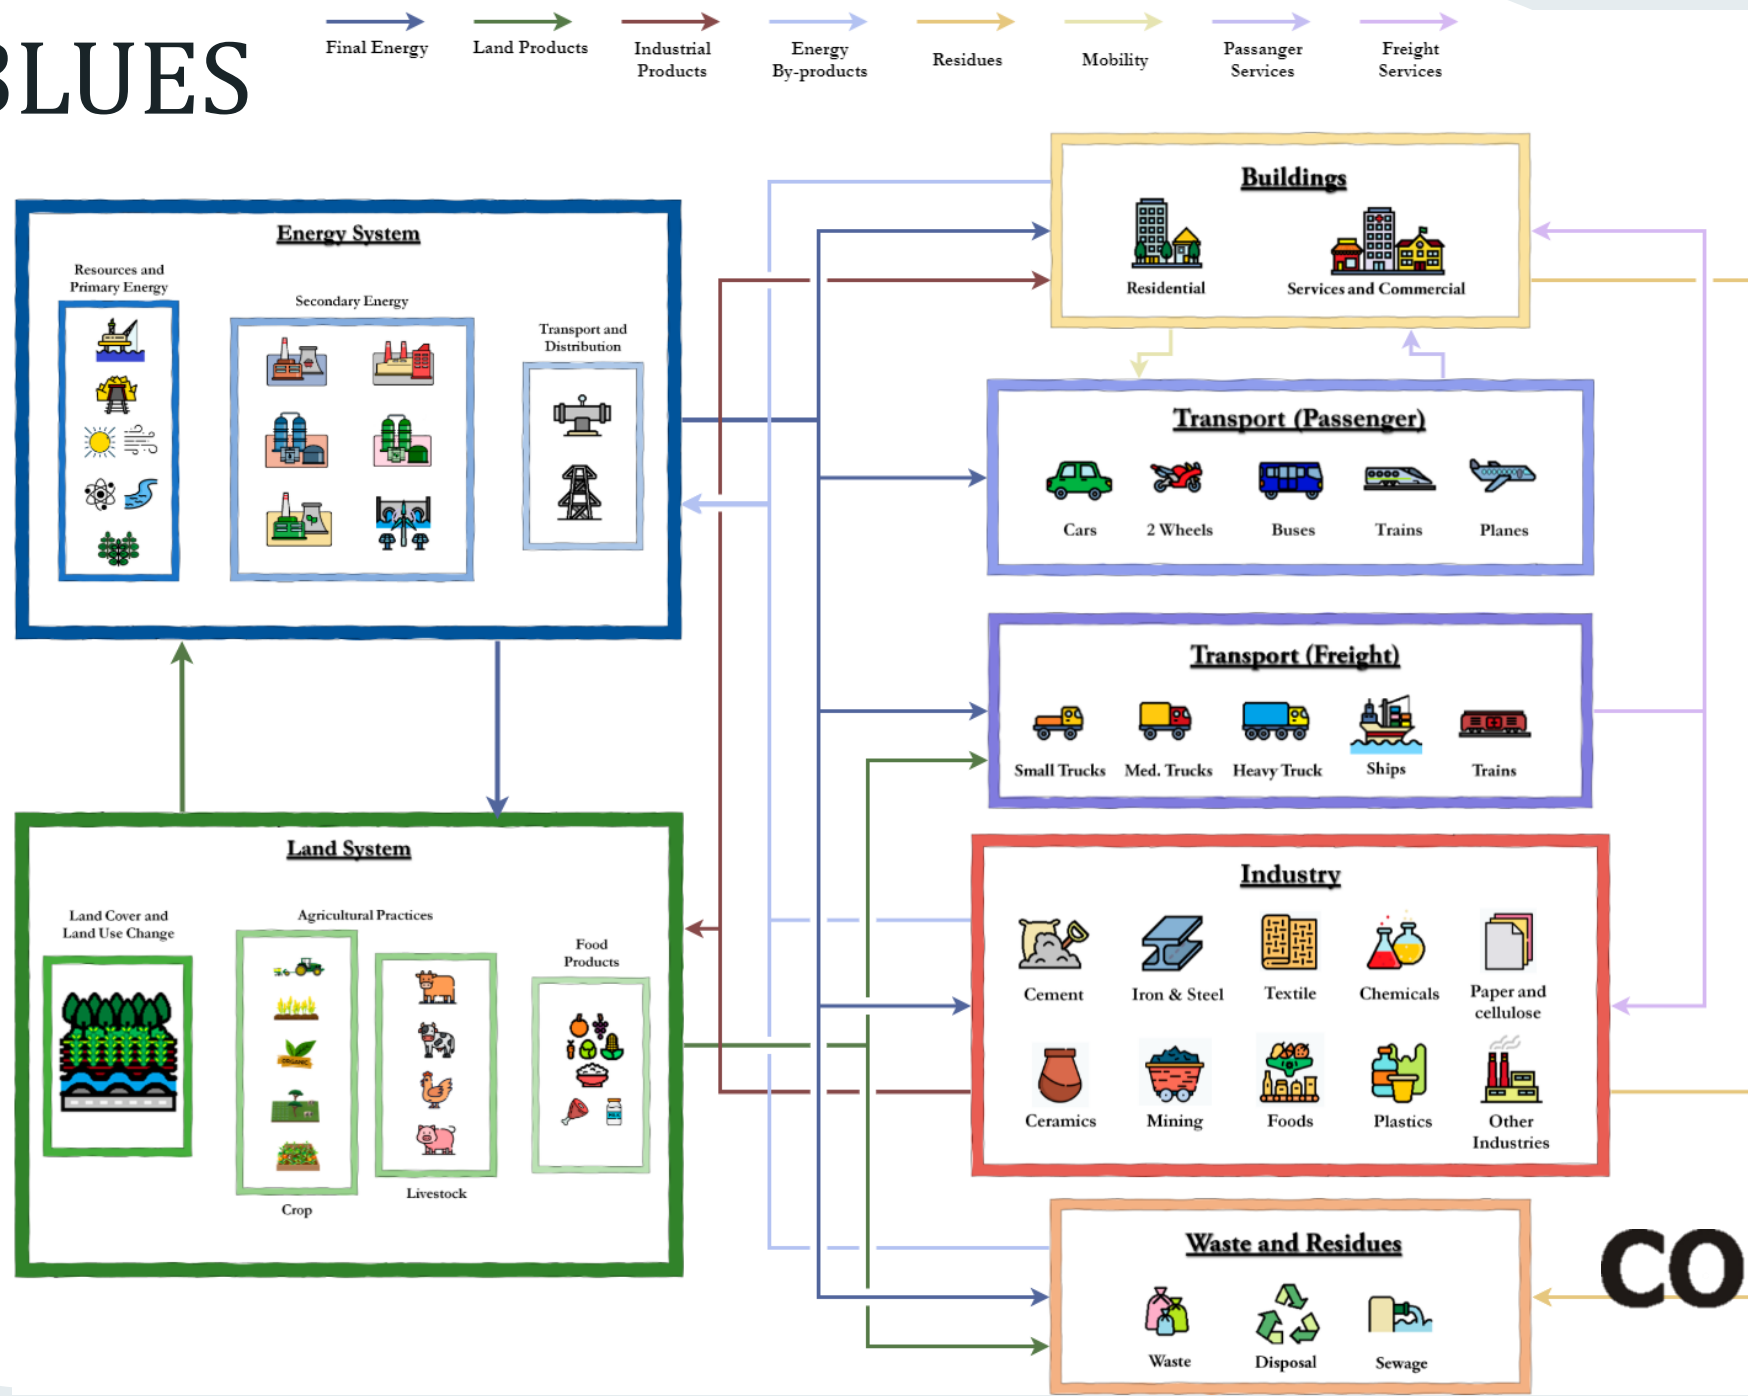 BLUES
Final Energy
Land Products
Industrial
Products
Energy
By-products
Residues
Mobility
Passanger
Services
Freight
Services
Energy System
Resources and
Primary Energy
Secondary Energy
Transport and
Distribution
Land System
Land Cover and
Land Use Change
Agricultural Practices
Food
Products
ORGANIC
Crop
Livestock
Buildings
Residential
Services and Commercial
Transport (Passenger)
Cars
2 Wheels
Buses
Trains
Planes
Transport (Freight)
Small Trucks
Med. Trucks
Heavy Truck
Ships
Trains
Industry
Cement
Iron & Steel
Textile
Chemicals
Paper and
cellulose
Ceramics
Mining
Foods
Plastics
Other
Industries
Waste and Residues
Waste
Disposal
Sewage
CO